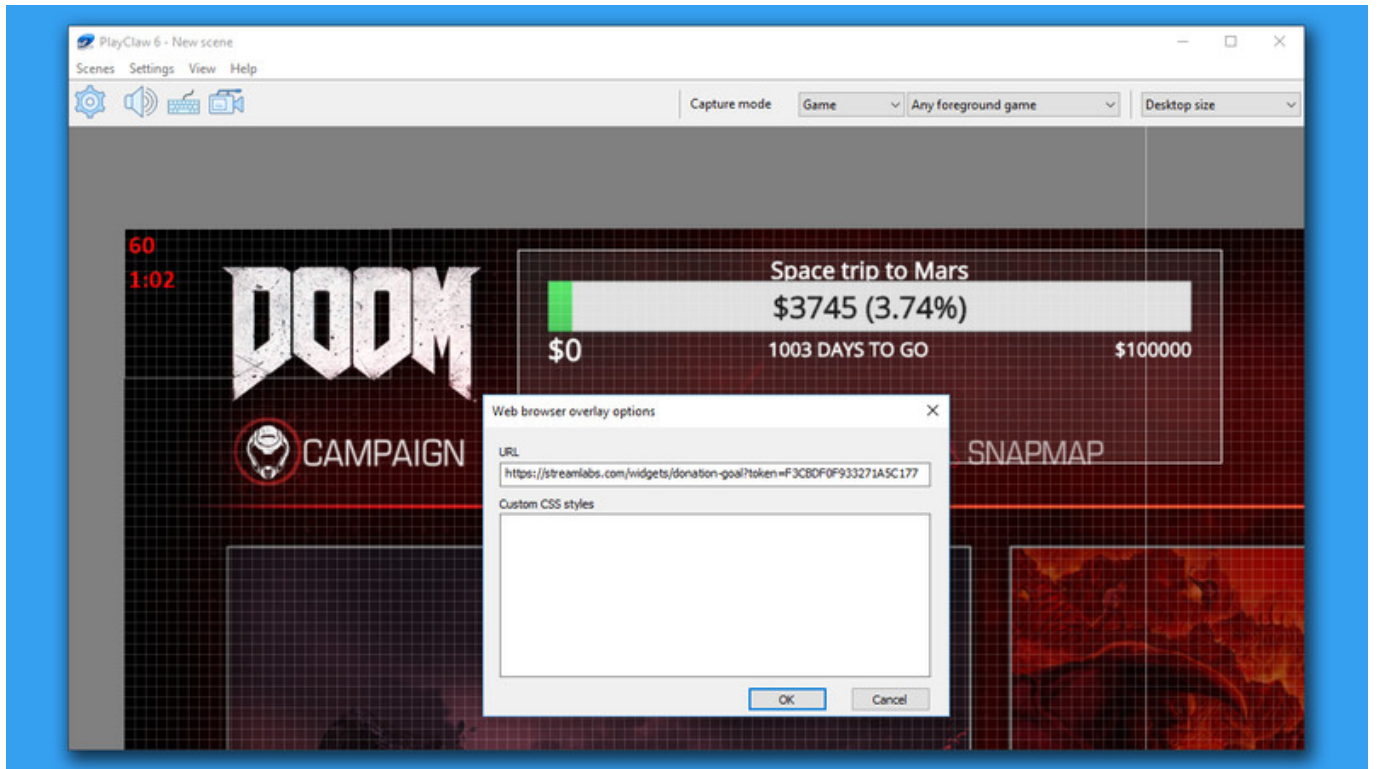 PlayClaw 6 - New scene
Scenes Settings View Help
Capture mode Game Any foreground game Desktop size
60
1:02
DOOM
Space trip to Mars
$3745 (3.74%)
$0 1003 DAYS TO GO $100000
Web browser overlay options
URL
https://streamlabs.com/widgets/donation-goal?token=F3CBDF0F933271A5C177
Custom CSS styles
CAMPAIGN
SNAPMAP
OK Cancel